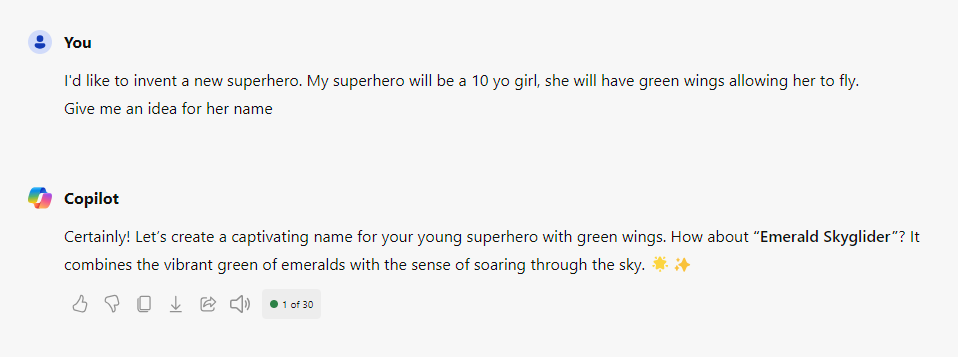 You
I'd like to invent a new superhero. My superhero will be a 10 yo girl, she will have green wings allowing her to fly.
Give me an idea for her name
Copilot
Certainly! Let’s create a captivating name for your young superhero with green wings. How about “Emerald Skyglider”? It
combines the vibrant green of emeralds with the sense of soaring through the sky. 🌟 ✨
1 of 30